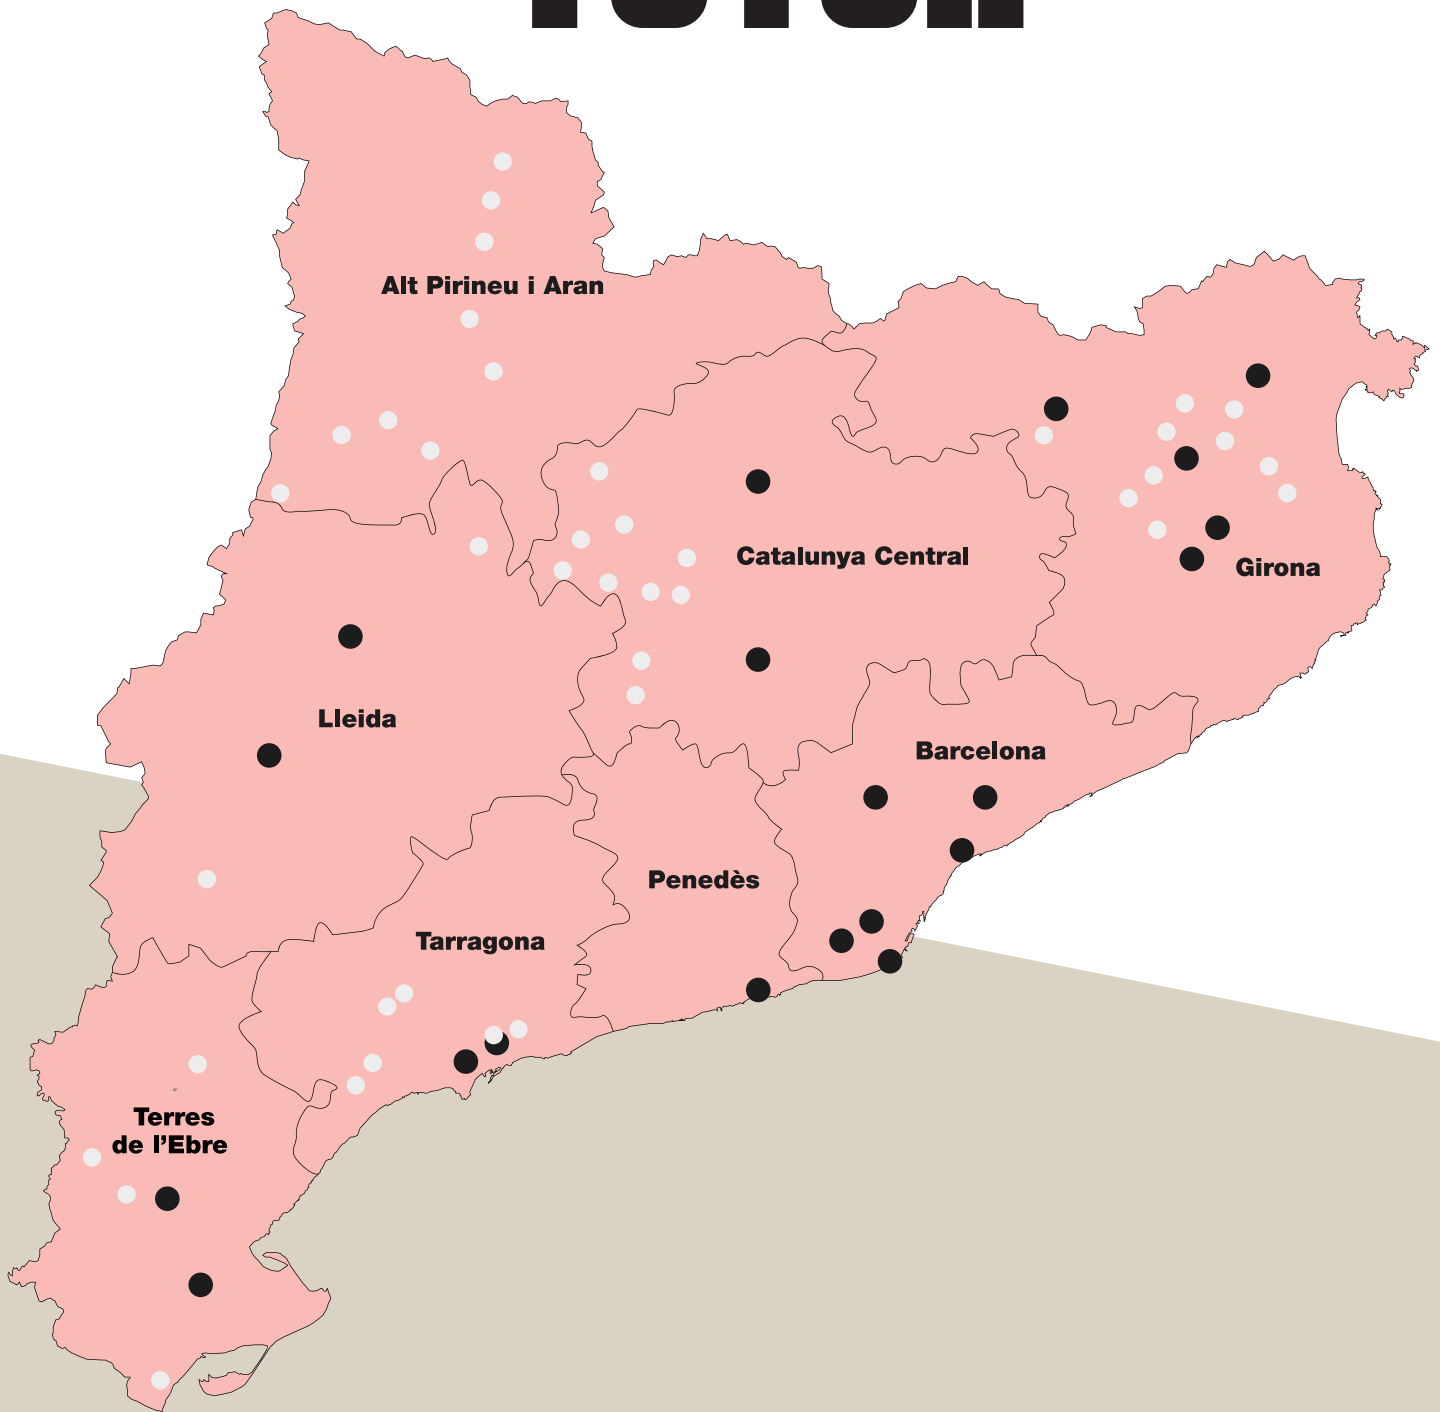 Alt Pirineu i Aran
Catalunya Central
Girona
Lleida
Barcelona
Penedès
Tarragona
Terres
de l'Ebre